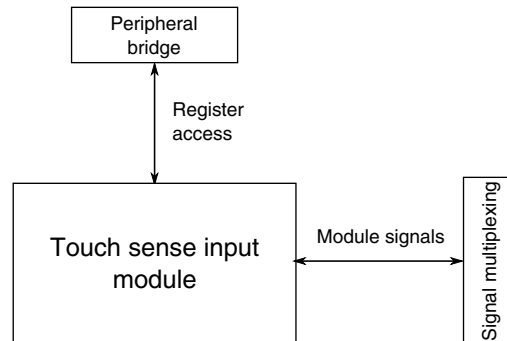 Peripheral
bridge
Register
access
Touch sense input
module
Module signals
Signal multiplexing